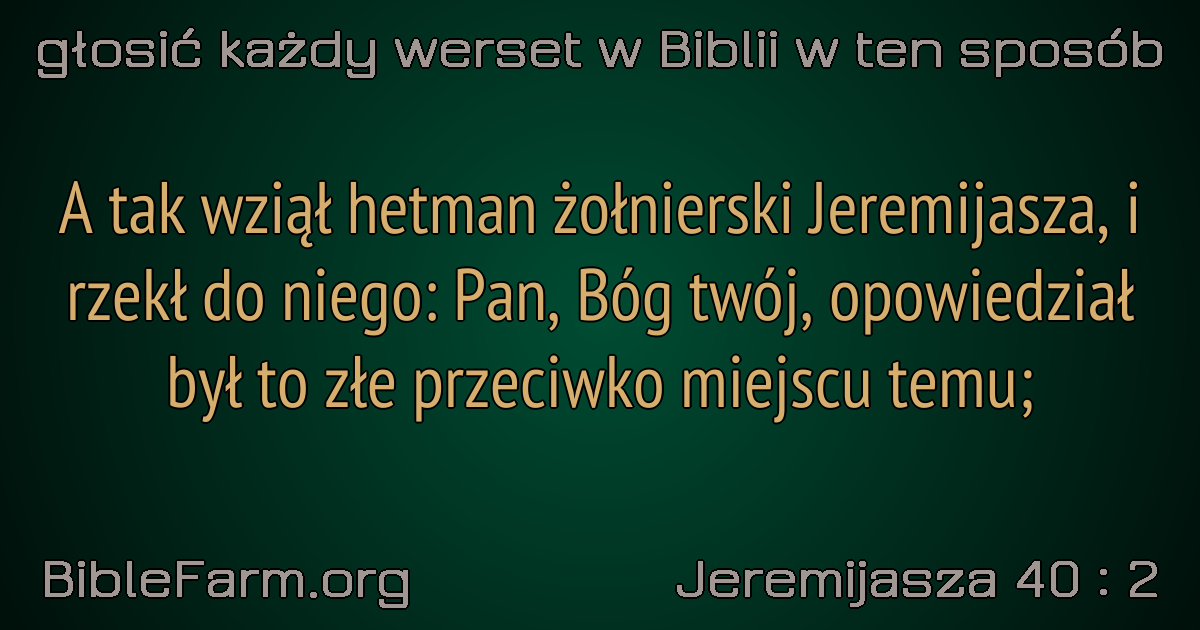 głosić każdy werset w Biblii w ten sposób
A tak wziął hetman żołnierski Jeremijasza, i
rzekł do niego: Pan, Bóg twój, opowiedział
był to złe przeciwko miejscu temu;
BibleFarm.org
Jeremijasza 40 : 2